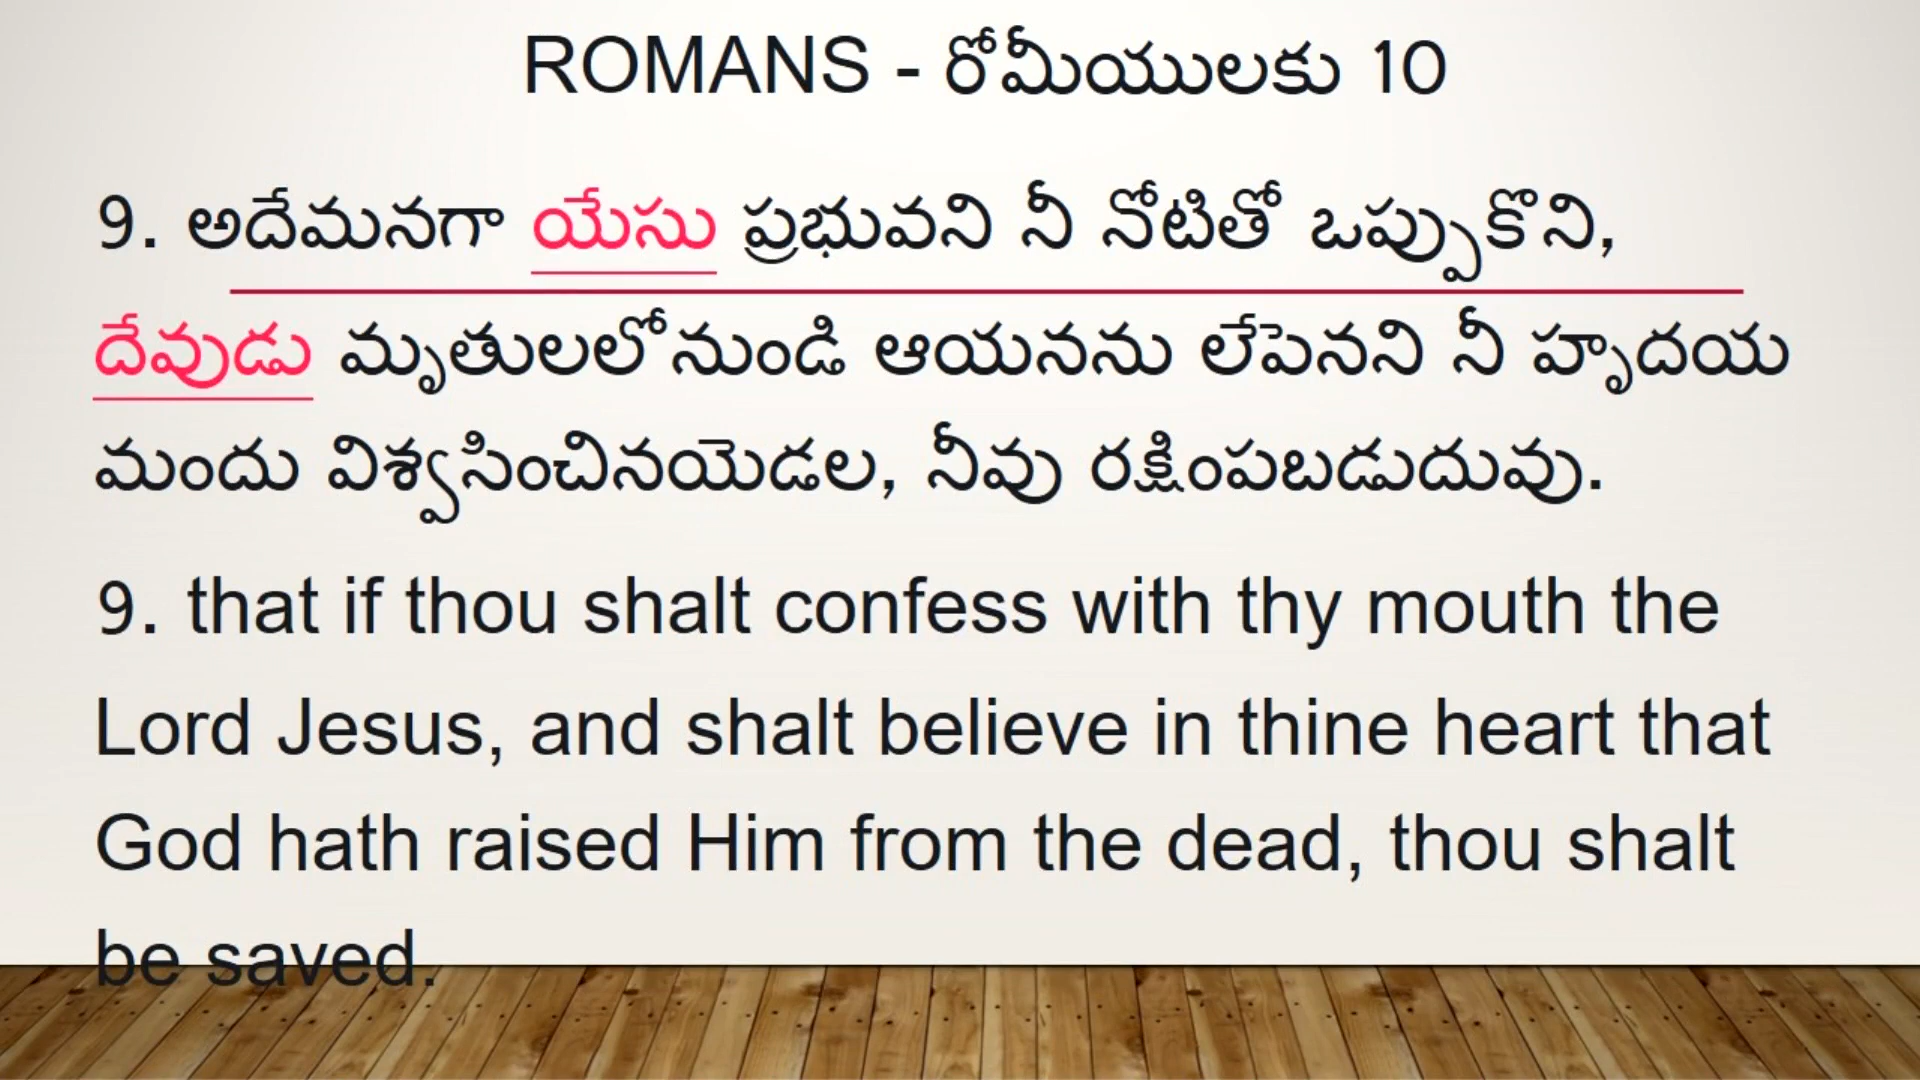 ROMANS - రోమీయులకు 10
9. అదేమనగా యేసు ప్రభువని నీ నోటితో ఒప్పుకొని,
దేవుడు మృతులలోనుండి ఆయనను లేపెనని నీ హృదయ
మందు విశ్వసించినయెడల, నీవు రక్షింపబడుదువు.
9. that if thou shalt confess with thy mouth the
Lord Jesus, and shalt believe in thine heart that
God hath raised Him from the dead, thou shalt
be saved.